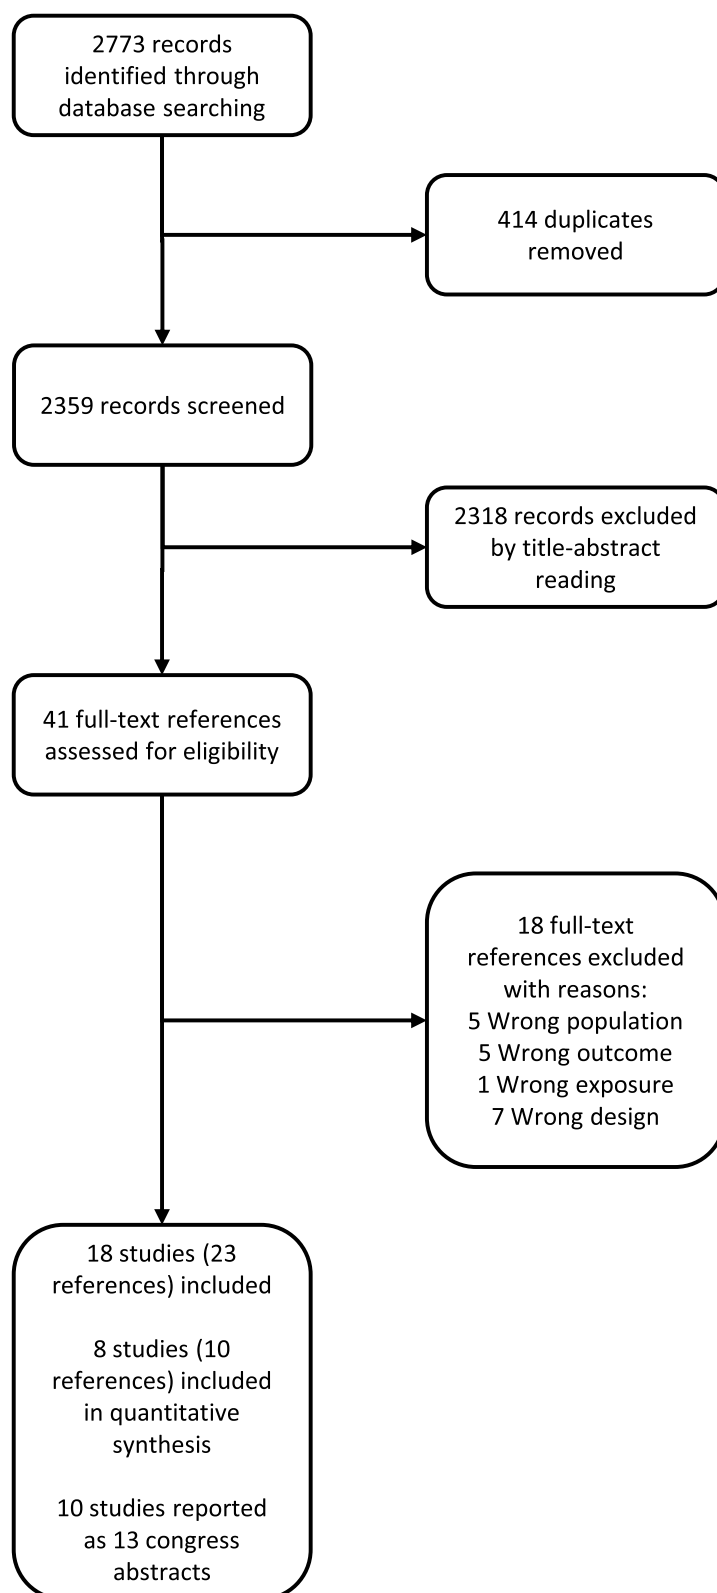 2773 records
identified through
database searching
414 duplicates
removed
2359 records screened
2318 records excluded
by title-abstract
reading
41 full-text references
assessed for eligibility
18 full-text
references excluded
with reasons:
5 Wrong population
5 Wrong outcome
1 Wrong exposure
7 Wrong design
18 studies (23
references) included
8 studies (10
references) included
in quantitative
synthesis
10 studies reported
as 13 congress
abstracts